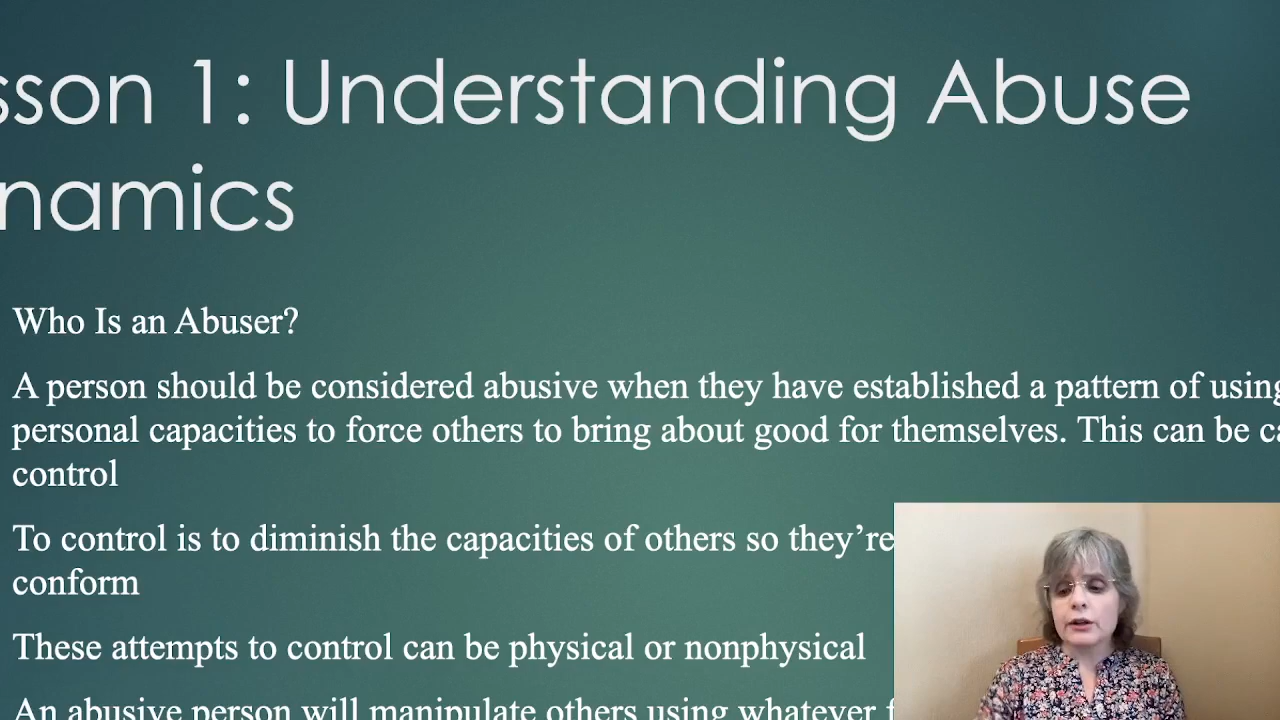 sson 1: Understanding Abuse
namics
Who Is an Abuser?
A person should be considered abusive when they have established a pattern of using
personal capacities to force others to bring about good for themselves. This can be ca
control
To control is to diminish the capacities of others so they're
conform
These attempts to control can be physical or nonphysical
An abusive person will manipulate others using whatever f